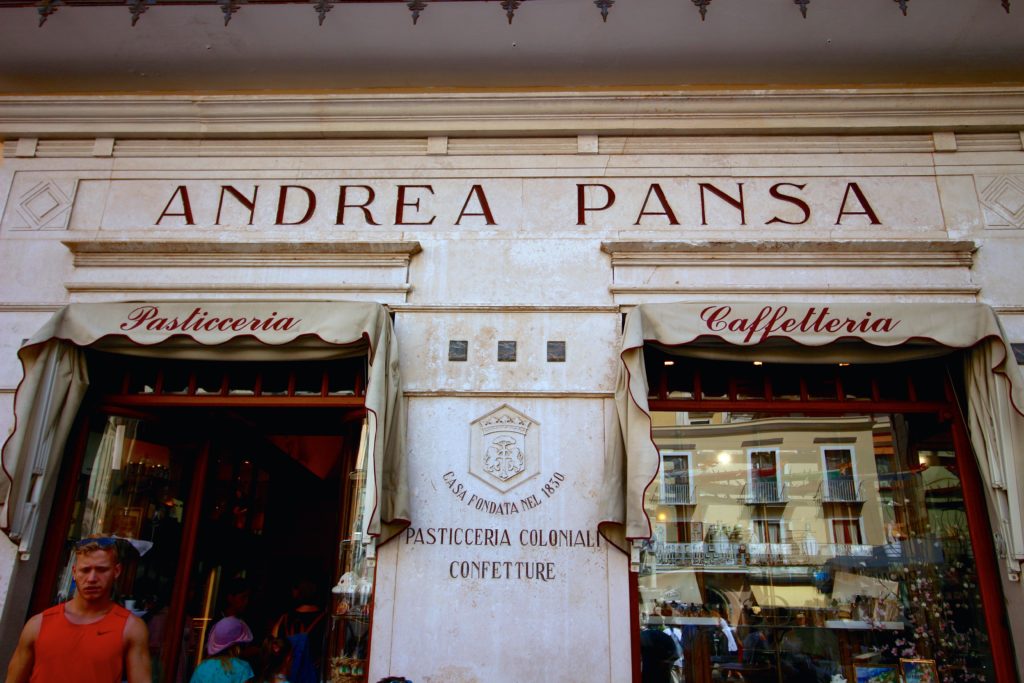 ANDREA PANSA
Pasticceria
Caffetteria
CASA FONDATA NEL 1830
PASTICCERIA COLONIALI
CONFETTURE